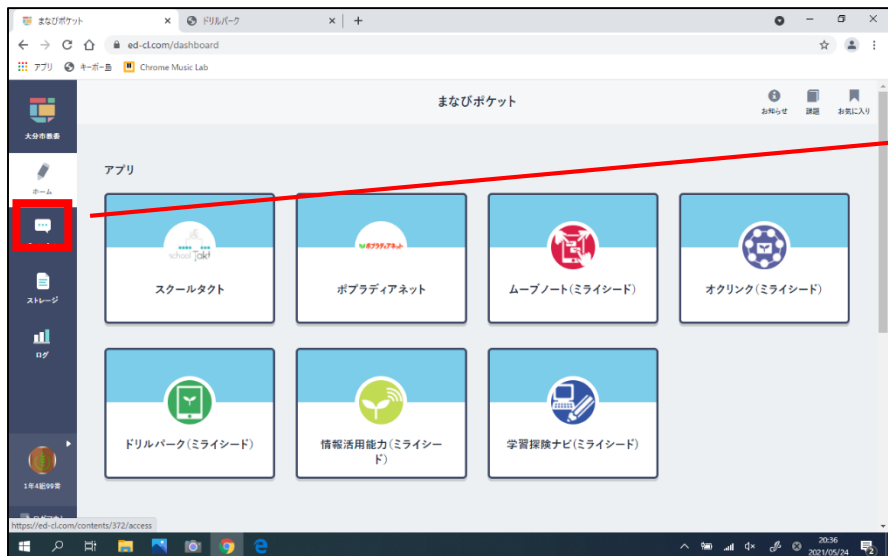 まなびポケット
ドリルパーク
ed-cl.com/dashboard
アプリ
Chrome Music Lab
まなびポケット
お知らせ
課題
お気に入り
大分市教委
ホーム
ストレージ
ログ
1年4組99番
アプリ
school Takt
スクールタクト
ポプラディアネット
ポプラディアネット
ムーブノート(ミライシード)
オクリンク(ミライシード)
ドリルパーク(ミライシード)
情報活用能力(ミライシー
ド)
学習探険ナビ(ミライシード)
https://ed-cl.com/contents/372/access
20:36
2021/05/24